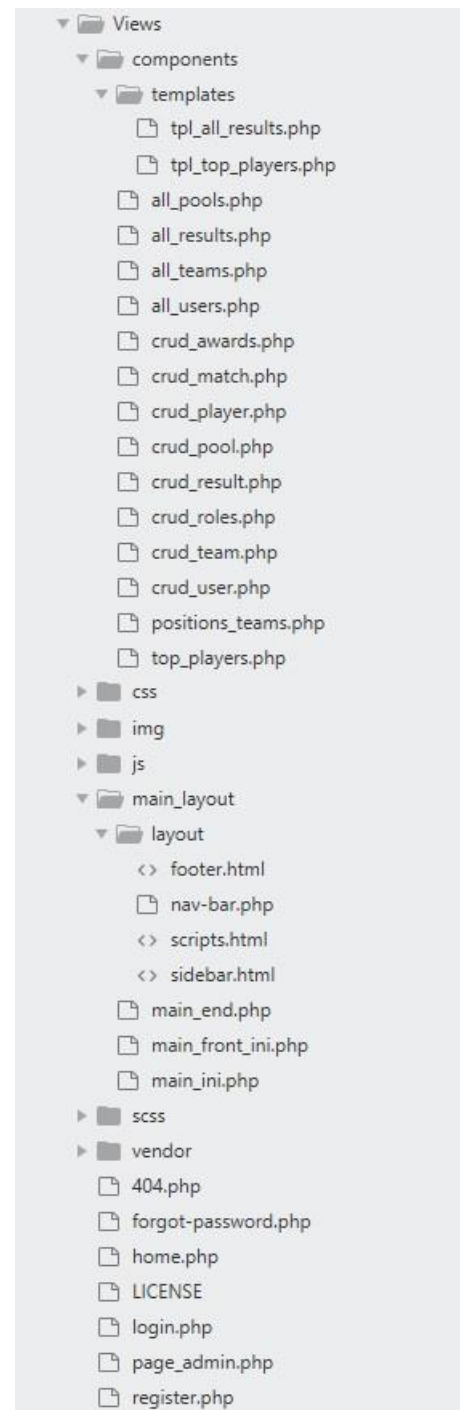 Views
components
templates
tpl_all_results.php
tpl_top_players.php
all_pools.php
all_results.php
all_teams.php
all_users.php
crud_awards.php
crud_match.php
crud_player.php
crud_pool.php
crud_result.php
crud_roles.php
crud_team.php
crud_user.php
positions_teams.php
top_players.php
css
img
js
main_layout
layout
<> footer.html
nav-bar.php
<> scripts.html
<> sidebar.html
main_end.php
main_front_ini.php
main_ini.php
scss
vendor
404.php
forgot-password.php
home.php
LICENSE
login.php
page_admin.php
register.php